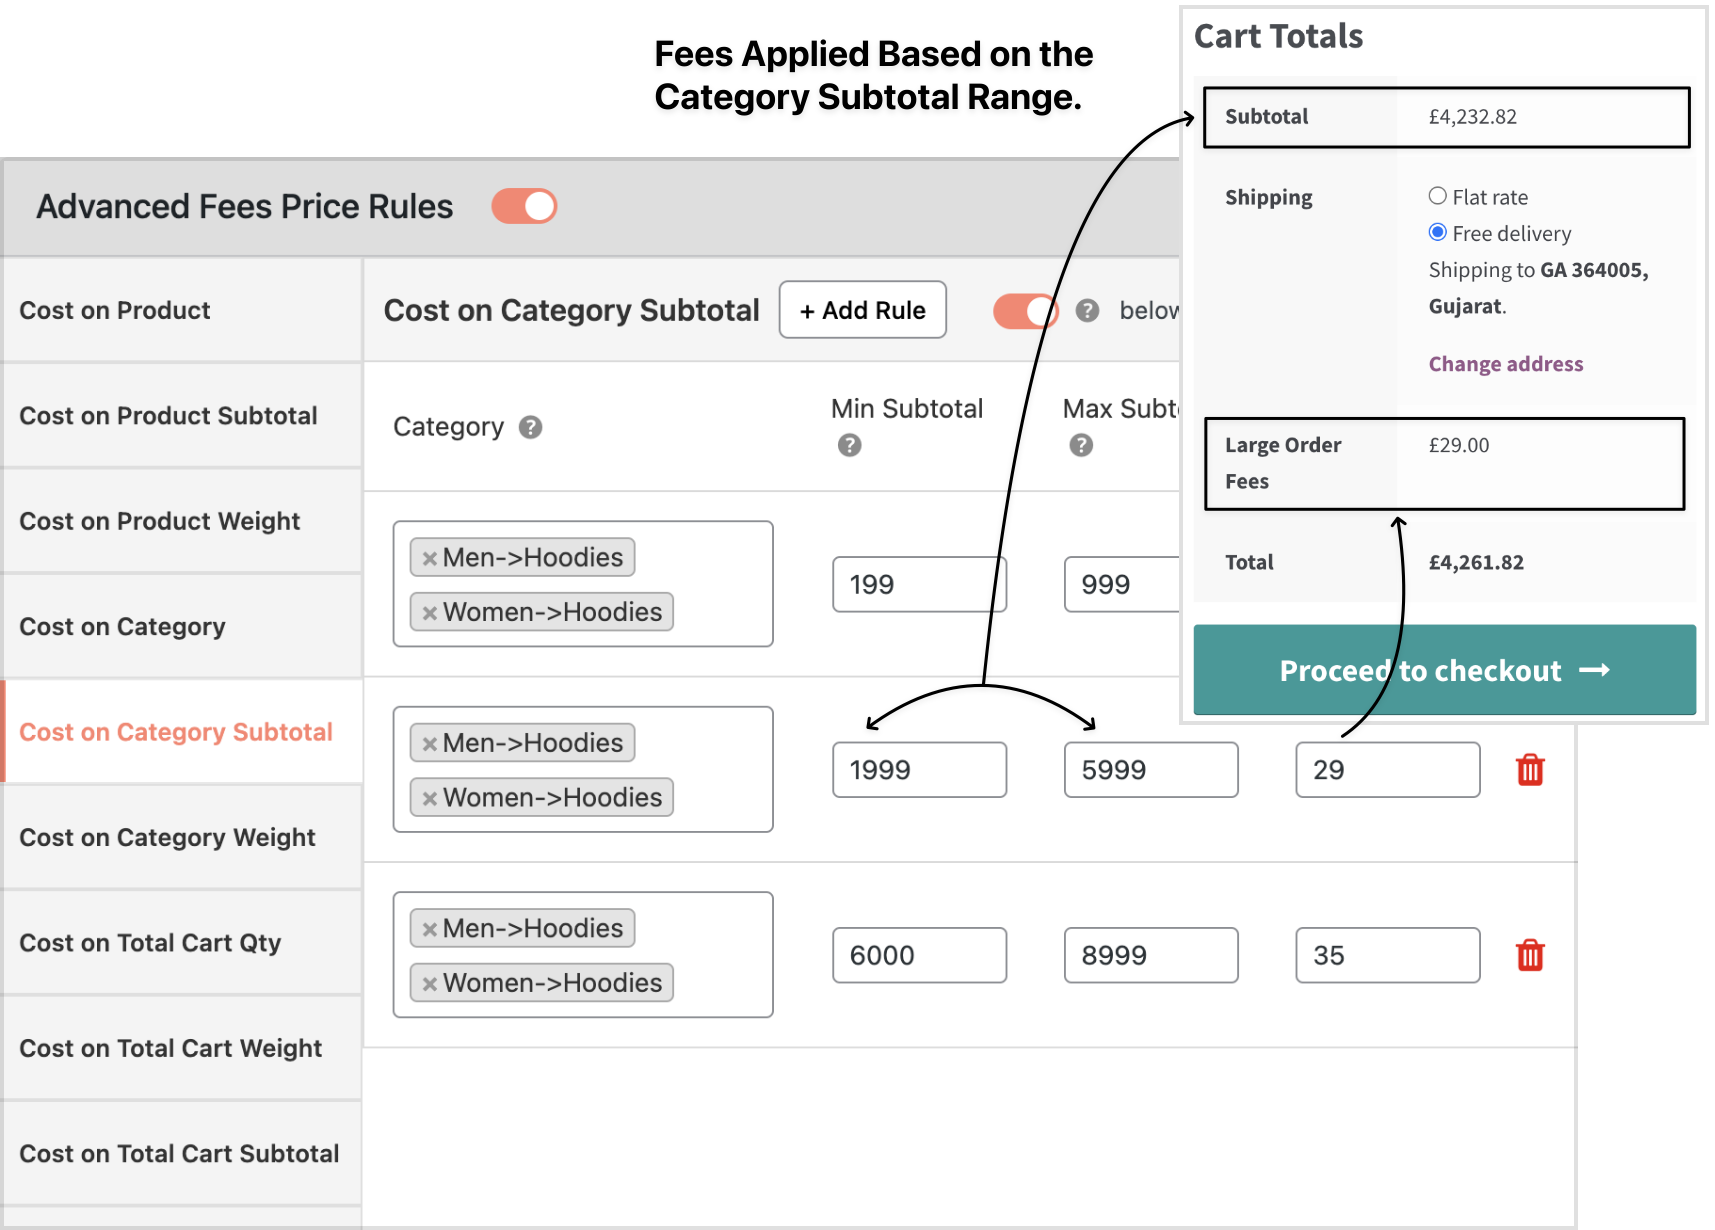 Fees Applied Based on the
Category Subtotal Range.
Cart Totals
Subtotal £4,232.82
Shipping
Flat rate
Free delivery
Shipping to GA 364005,
Gujarat.
Change address
Large Order £29.00
Fees
Total £4,261.82
Proceed to checkout →
Advanced Fees Price Rules
Cost on Product
Cost on Product Subtotal
Cost on Product Weight
Cost on Category
Cost on Category Subtotal
Cost on Category Weight
Cost on Total Cart Qty
Cost on Total Cart Weight
Cost on Total Cart Subtotal
Cost on Category Subtotal + Add Rule ? below
Category ? Min Subtotal ? Max Subt ?
×Men->Hoodies
×Women->Hoodies
199 999
×Men->Hoodies
×Women->Hoodies
1999 5999 29
×Men->Hoodies
×Women->Hoodies
6000 8999 35